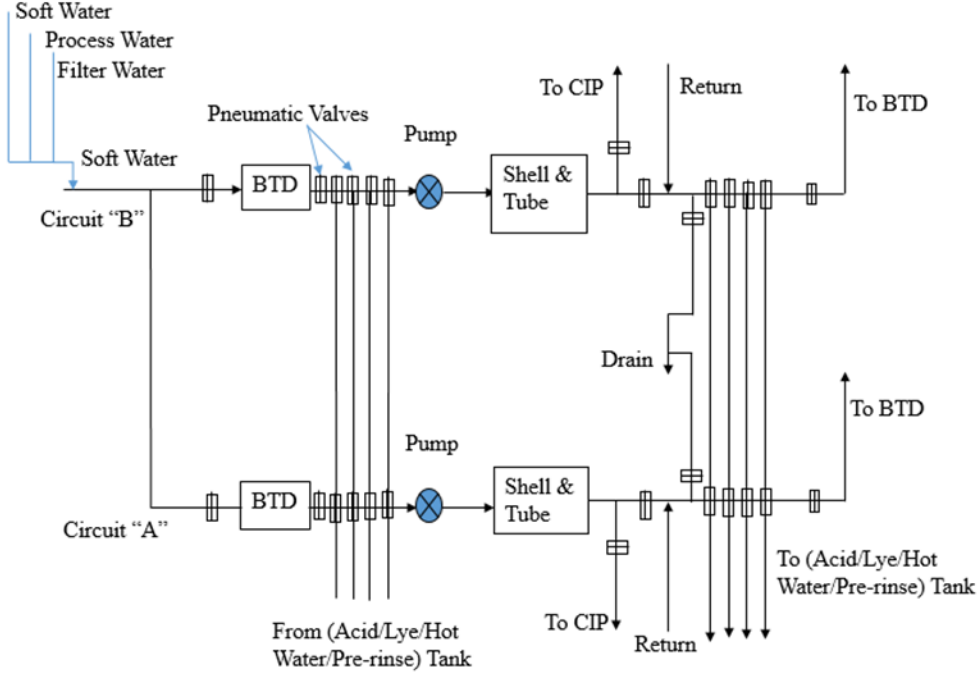 Soft Water
Process Water
Filter Water
Pneumatic Valves
Pump
To CIP
Return
To BTD
Soft Water
BTD
Shell &
Tube
Circuit "B"
Drain
To BTD
Pump
BTD
Shell &
Tube
Circuit "A"
To (Acid/Lye/Hot
Water/Pre-rinse) Tank
From (Acid/Lye/Hot
Water/Pre-rinse) Tank
To CIP
Return